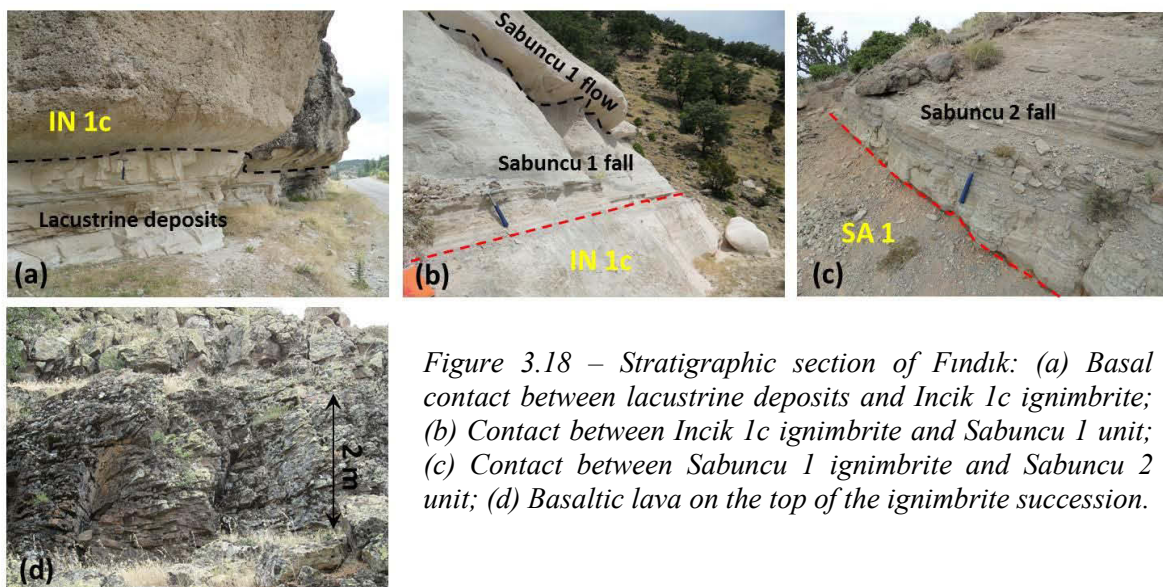 IN 1c
Lacustrine deposits
(a)
Sabuncu 1 flow
Sabuncu 1 fall
IN 1c
(b)
Sabuncu 2 fall
SA 1
(c)
2 m
(d)
Figure 3.18 – Stratigraphic section of Fındık: (a) Basal
contact between lacustrine deposits and Incik 1c ignimbrite;
(b) Contact between Incik 1c ignimbrite and Sabuncu 1 unit;
(c) Contact between Sabuncu 1 ignimbrite and Sabuncu 2
unit; (d) Basaltic lava on the top of the ignimbrite succession.